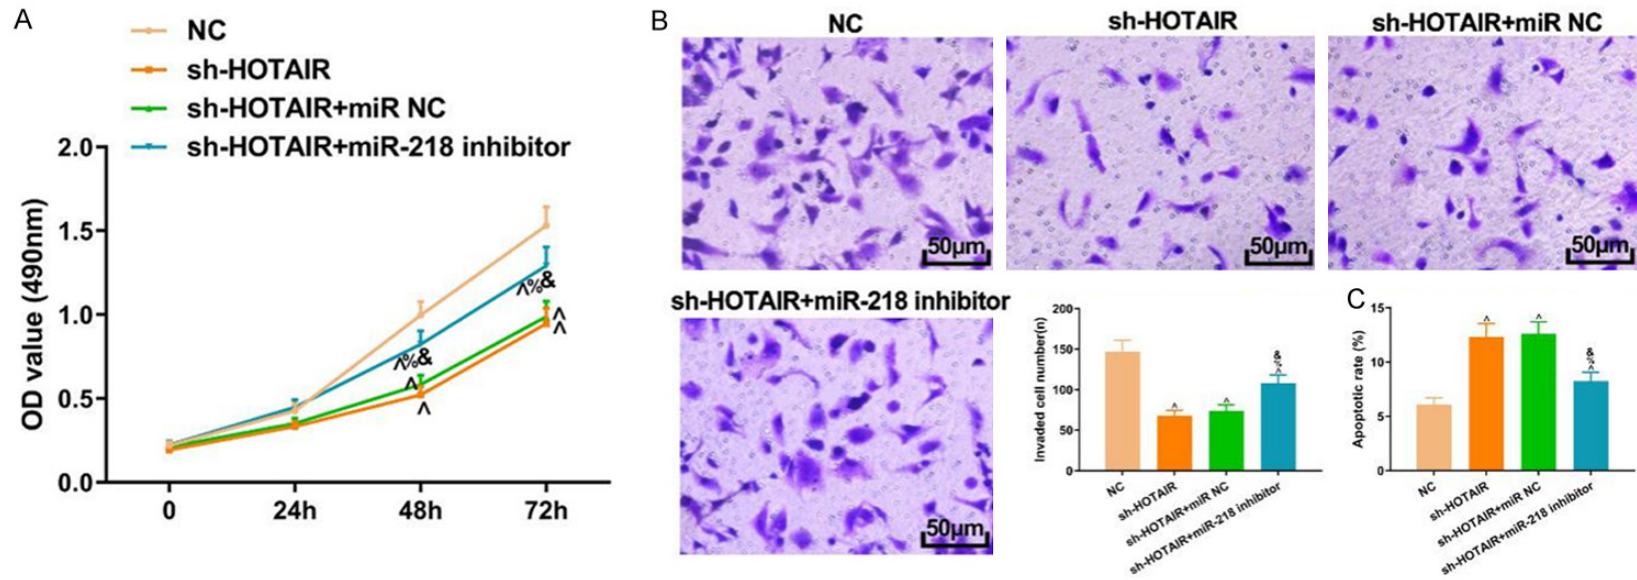 A
NC
sh-HOTAIR
sh-HOTAIR+miR NC
sh-HOTAIR+miR-218 inhibitor
OD value (490nm)
2.0
1.5
1.0
0.5
0.0
0
24h
48h
72h
^%&
^
^
^%&
^
^
B
NC
50μm
sh-HOTAIR
50μm
sh-HOTAIR+miR NC
50μm
sh-HOTAIR+miR-218 inhibitor
50μm
Invaded cell number(n)
200
150
100
50
0
^
^
&
%
^
NC
sh-HOTAIR
sh-HOTAIR+miR NC
sh-HOTAIR+miR-218 inhibitor
C
Apoptotic rate (%)
15
10
5
0
^
^
&
%
^
NC
sh-HOTAIR
sh-HOTAIR+miR NC
sh-HOTAIR+miR-218 inhibitor